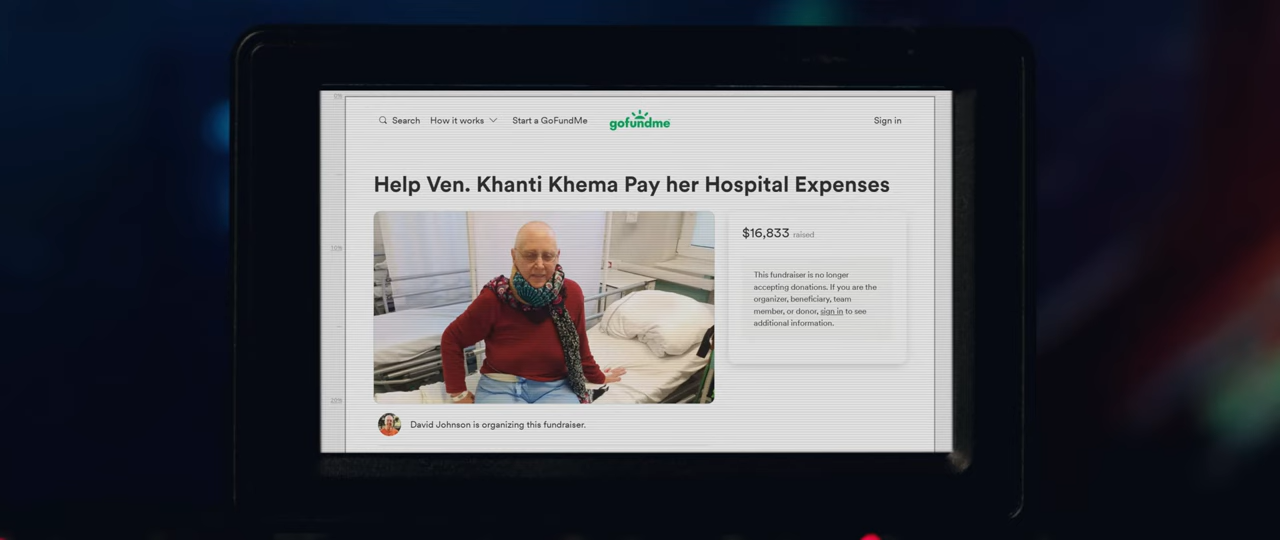 Search How it works Start a GoFundMe gofundme Sign in
Help Ven. Khanti Khema Pay her Hospital Expenses
$16,833 raised
This fundraiser is no longer
accepting donations. If you are the
organizer, beneficiary, team
member, or donor, sign in to see
additional information.
David Johnson is organizing this fundraiser.